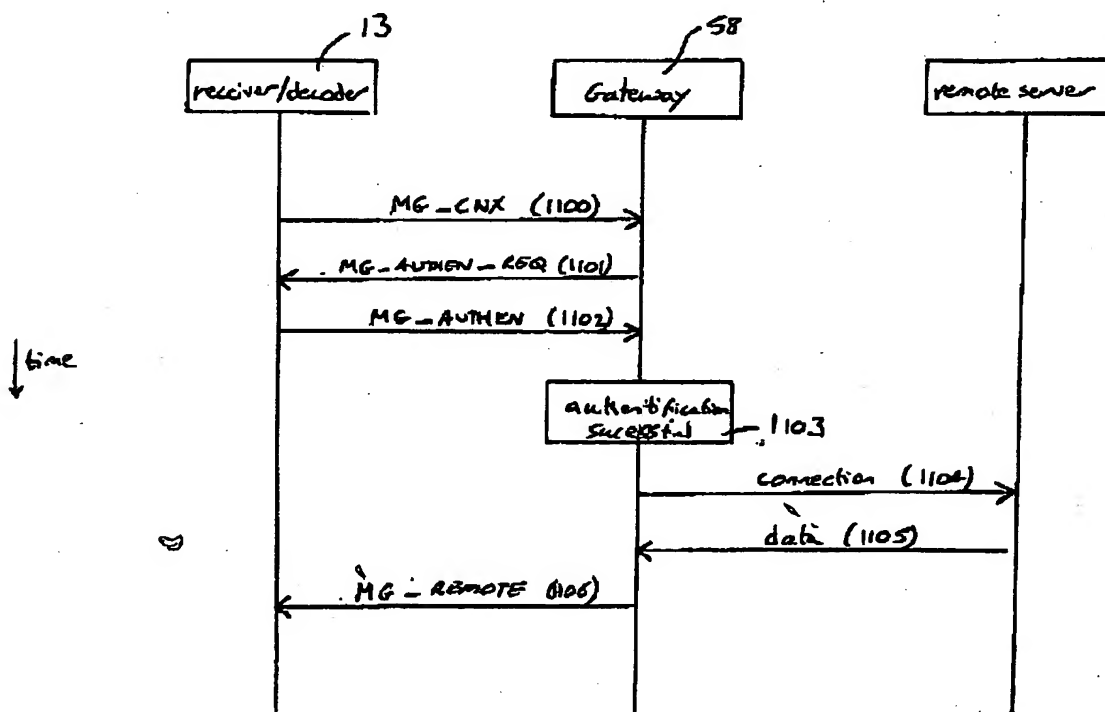 13
58
receiver/decoder
Gateway
remote server
MG_CNX (1100)
MG_AUTHEN_REQ (1101)
MG_AUTHEN (1102)
time
authentification
sucessful
1103
connection (1104)
data (1105)
MG_REMOTE (1106)